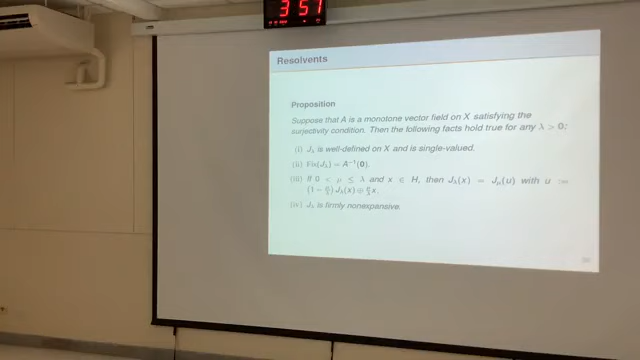 3:57
Resolvents
Proposition
Suppose that A is a monotone vector field on X satisfying the
surjectivity condition. Then the following facts hold true for any λ > 0:
(i) J_λ is well-defined on X and is single-valued.
(ii) Fix(J_λ) = A⁻¹(0).
(iii) If 0 < μ ≤ λ and x ∈ H, then J_λ(x) = J_μ(u) with u :=
(1 − μ/λ) J_λ(x) ⊕ μ/λ x.
(iv) J_λ is firmly nonexpansive.